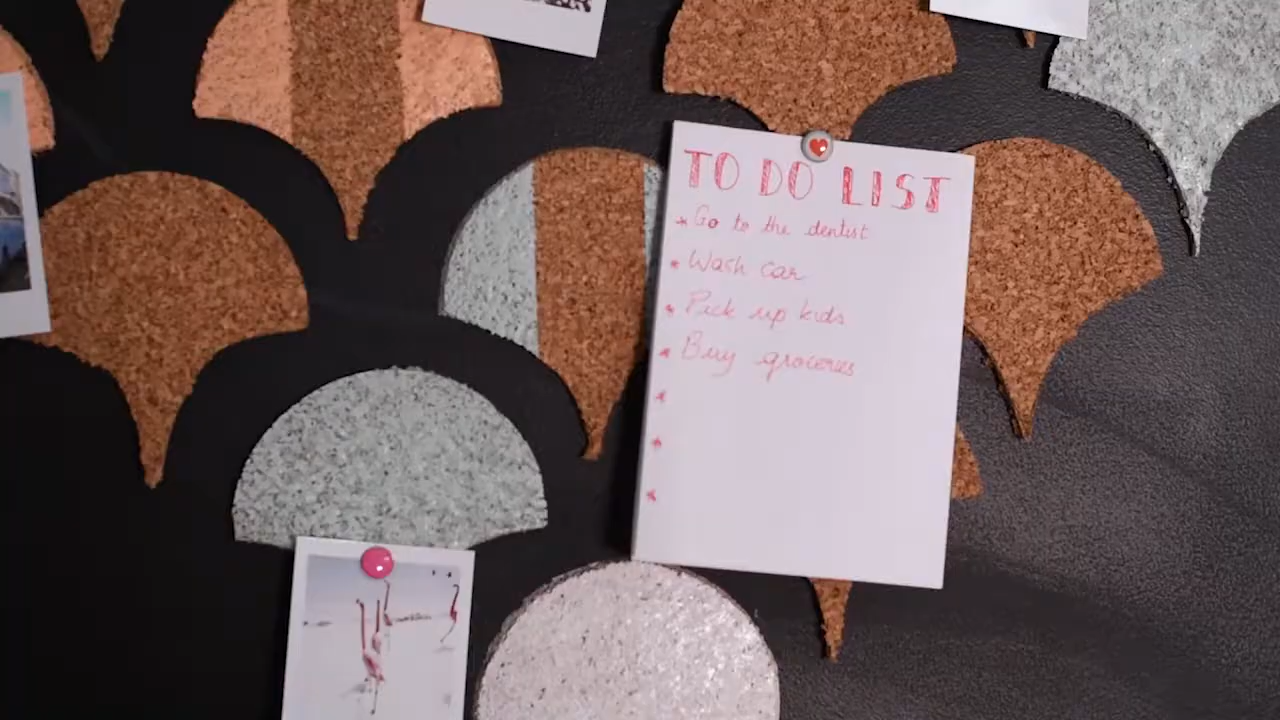 TO DO LIST
* Go to the dentist
* Wash car
* Pick up kids
* Buy groceries
*
*
*